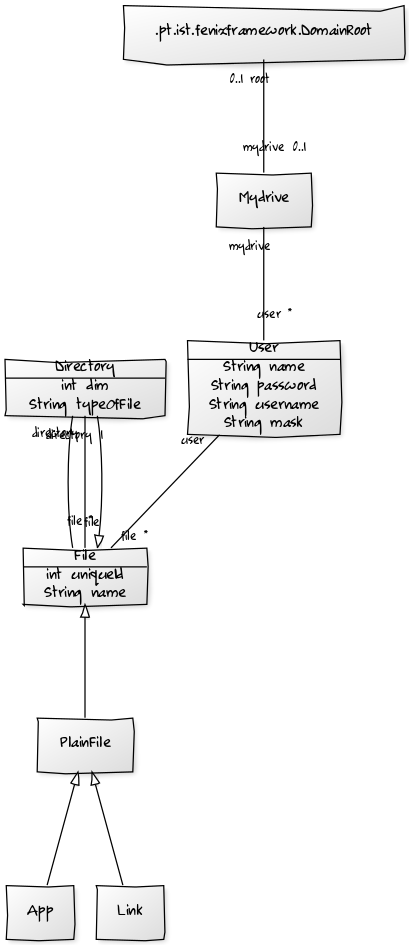 .pt.ist.fenixframework.DomainRoot
0..1 root
mydrive 0..1
Mydrive
mydrive
user *
User
String name
String password
String username
String mask
Directory
int dim
String typeOfFile
directory 1
user
file
file
file *
File
int uniqueId
String name
PlainFile
App
Link